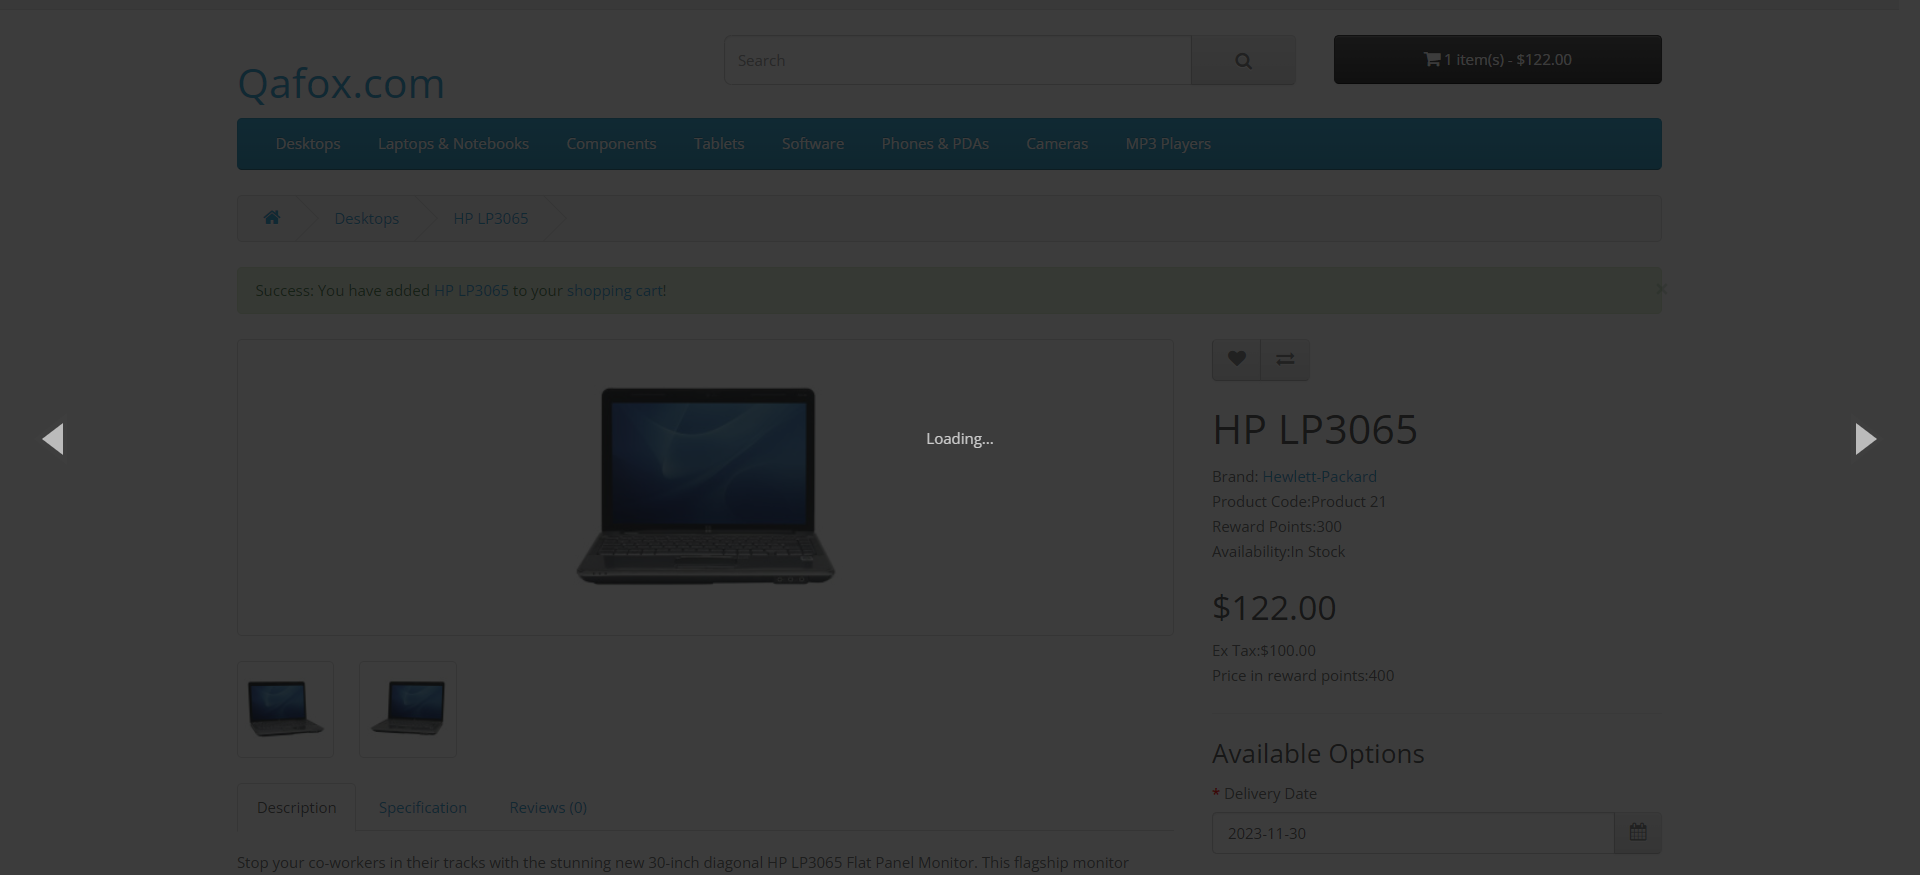 Search
1 item(s) - $122.00
Qafox.com
Desktops Laptops & Notebooks Components Tablets Software Phones & PDAs Cameras MP3 Players
Desktops HP LP3065
Success: You have added HP LP3065 to your shopping cart!
×
Loading...
HP LP3065
Brand: Hewlett-Packard
Product Code:Product 21
Reward Points:300
Availability:In Stock
$122.00
Ex Tax:$100.00
Price in reward points:400
Available Options
* Delivery Date
2023-11-30
Description Specification Reviews (0)
Stop your co-workers in their tracks with the stunning new 30-inch diagonal HP LP3065 Flat Panel Monitor. This flagship monitor